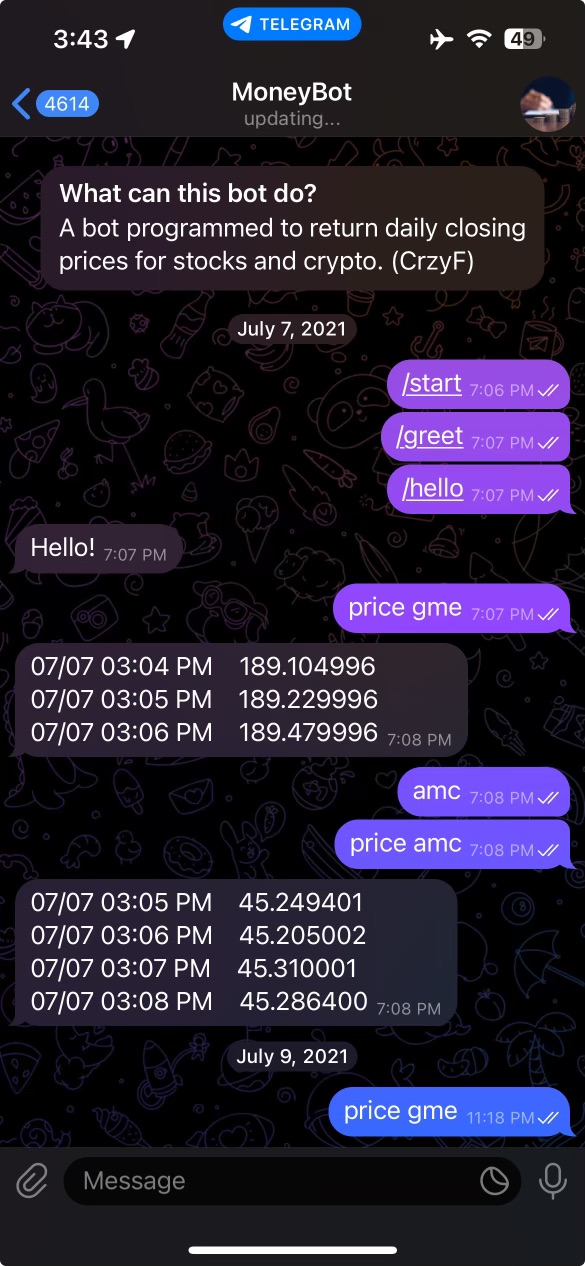 3:43
TELEGRAM
49
4614
MoneyBot
updating...
What can this bot do?
A bot programmed to return daily closing
prices for stocks and crypto. (CrzyF)
July 7, 2021
/start 7:06 PM
/greet 7:07 PM
/hello 7:07 PM
Hello! 7:07 PM
price gme 7:07 PM
07/07 03:04 PM 189.104996
07/07 03:05 PM 189.229996
07/07 03:06 PM 189.479996 7:08 PM
amc 7:08 PM
price amc 7:08 PM
07/07 03:05 PM 45.249401
07/07 03:06 PM 45.205002
07/07 03:07 PM 45.310001
07/07 03:08 PM 45.286400 7:08 PM
July 9, 2021
price gme 11:18 PM
Message